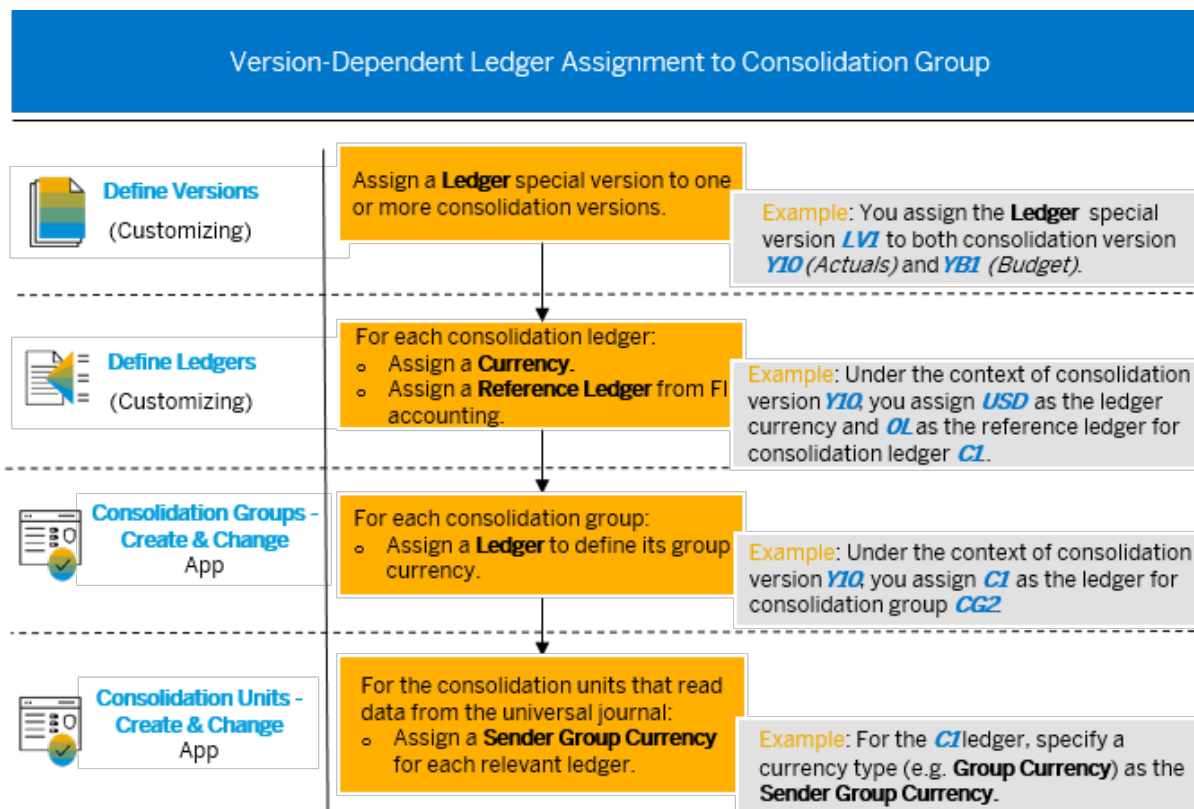 Version-Dependent Ledger Assignment to Consolidation Group
Define Versions
(Customizing)
Assign a Ledger special version to one
or more consolidation versions.
Example: You assign the Ledger special
version LV1 to both consolidation version
Y10 (Actuals) and YB1 (Budget).
Define Ledgers
(Customizing)
For each consolidation ledger:
o Assign a Currency.
o Assign a Reference Ledger from FI
accounting.
Example: Under the context of consolidation
version Y10, you assign USD as the ledger
currency and 0L as the reference ledger for
consolidation ledger C1.
Consolidation Groups -
Create & Change
App
For each consolidation group:
o Assign a Ledger to define its group
currency.
Example: Under the context of consolidation
version Y10, you assign C1 as the ledger for
consolidation group CG2.
Consolidation Units -
Create & Change
App
For the consolidation units that read
data from the universal journal:
o Assign a Sender Group Currency
for each relevant ledger.
Example: For the C1 ledger, specify a
currency type (e.g. Group Currency) as the
Sender Group Currency.